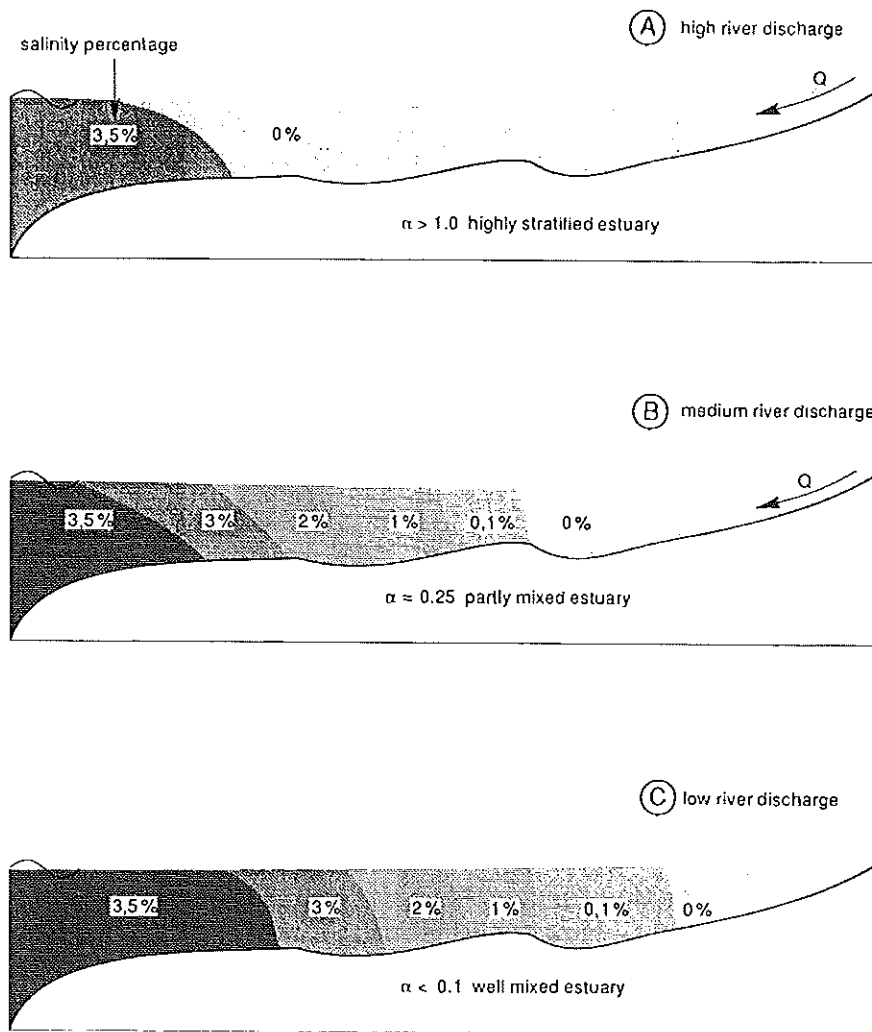 A high river discharge
salinity percentage
Q
3,5% 0%
α > 1.0 highly stratified estuary
B medium river discharge
Q
3,5% 3% 2% 1% 0,1% 0%
α = 0.25 partly mixed estuary
C low river discharge
3,5% 3% 2% 1% 0,1% 0%
α < 0.1 well mixed estuary